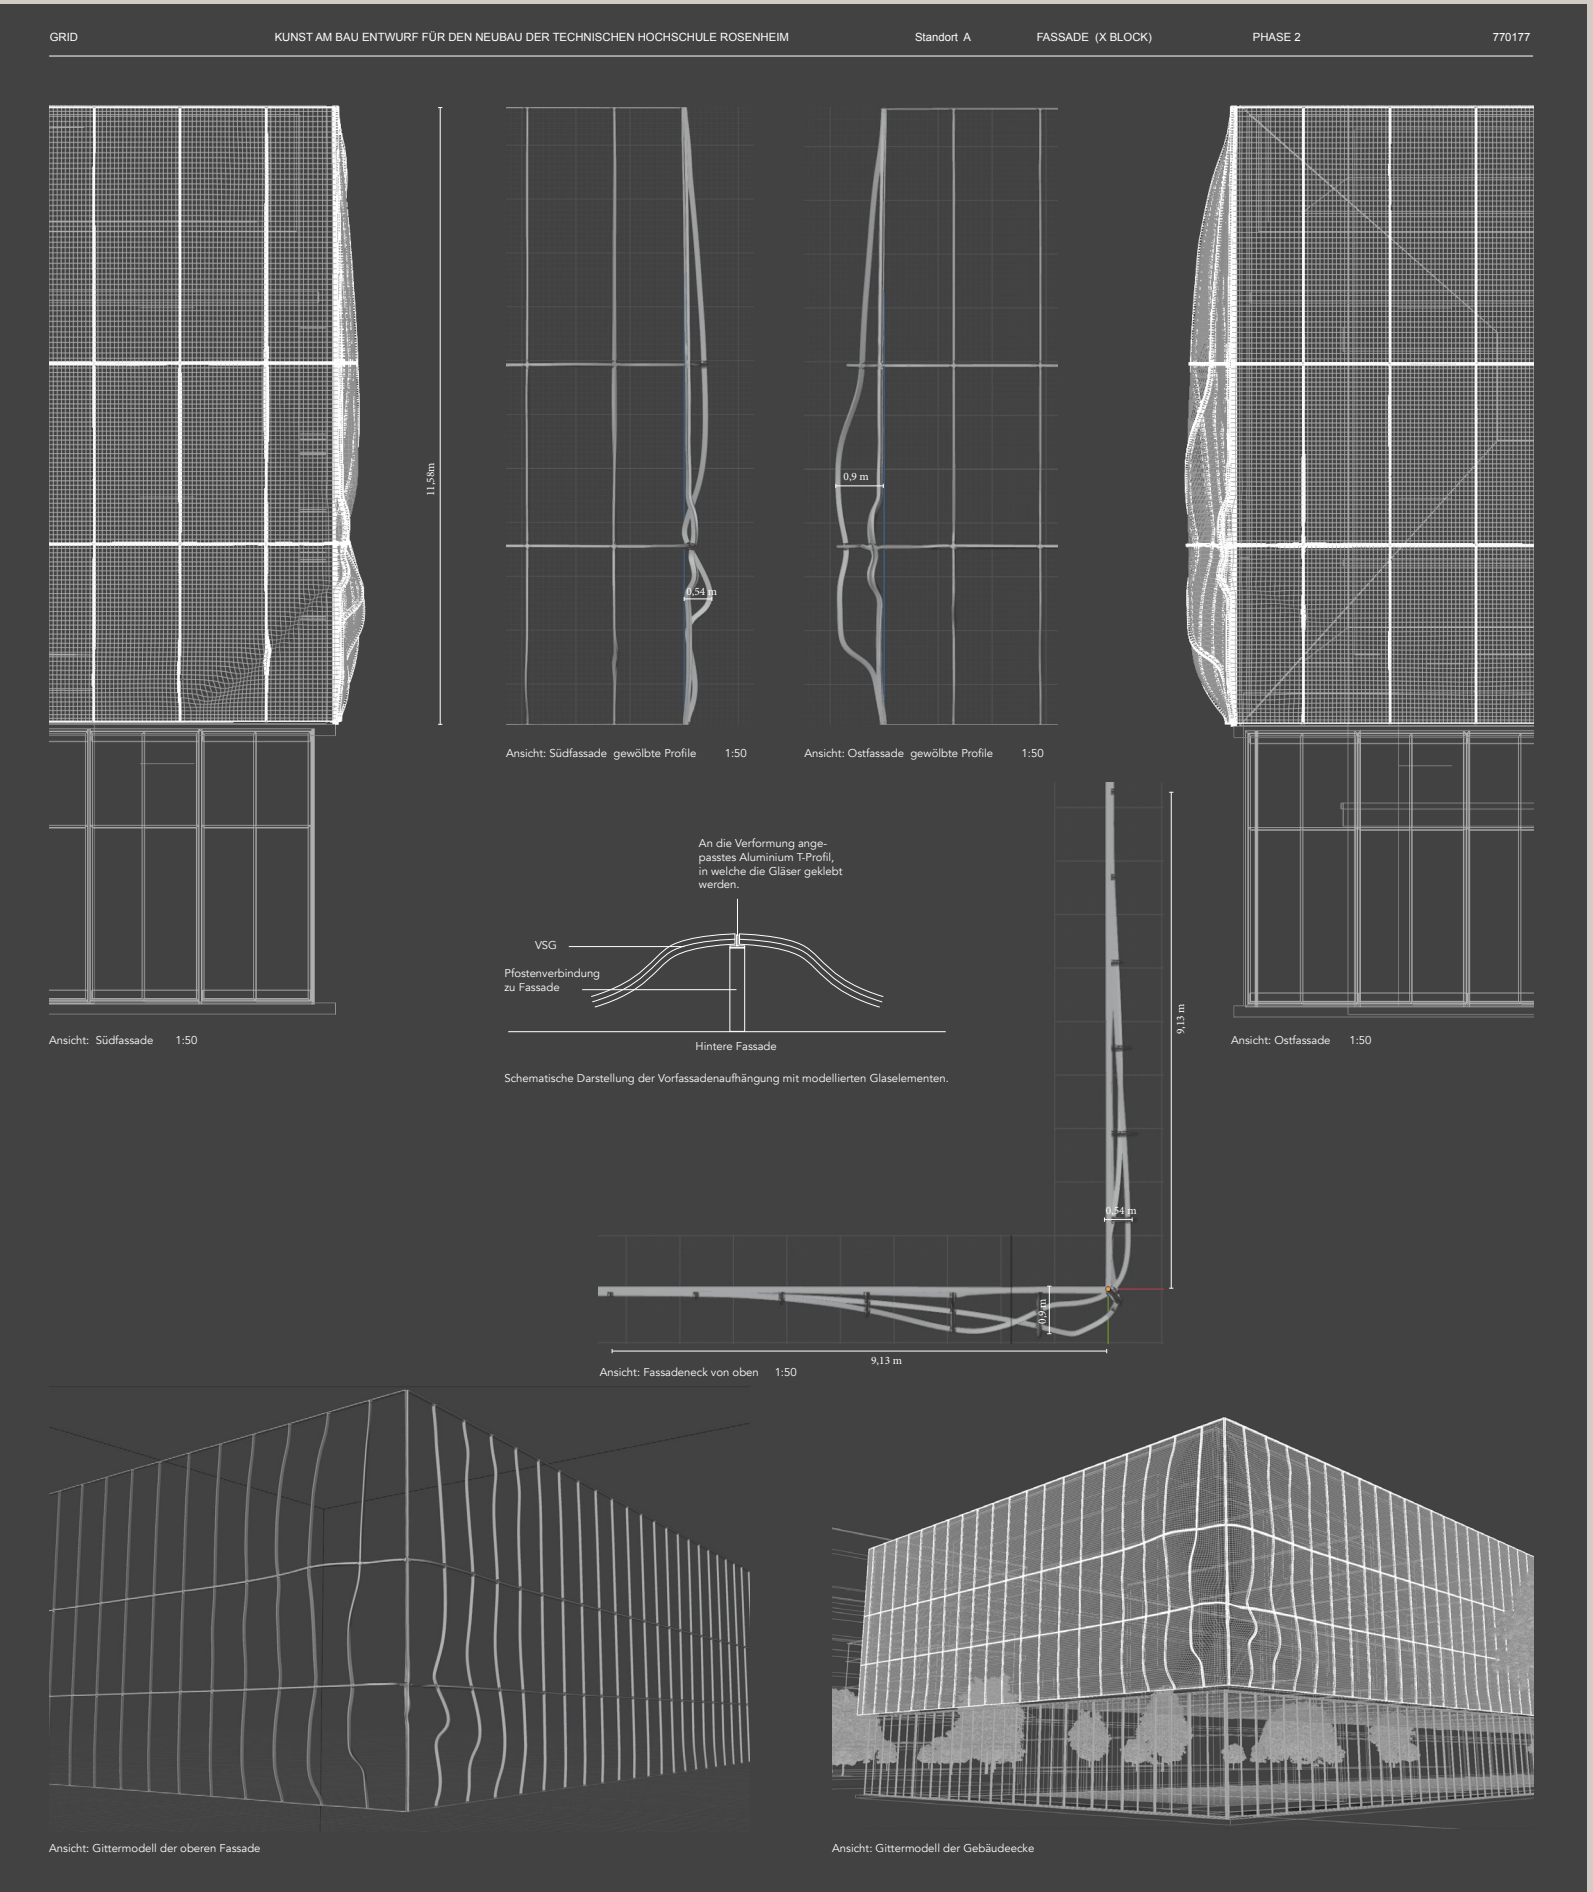 GRID
KUNST AM BAU ENTWURF FÜR DEN NEUBAU DER TECHNISCHEN HOCHSCHULE ROSENHEIM
Standort A
FASSADE (X BLOCK)
PHASE 2
770177
11,58m
0,54 m
0,9 m
Ansicht: Südfassade gewölbte Profile 1:50
Ansicht: Ostfassade gewölbte Profile 1:50
An die Verformung ange-
passtes Aluminium T-Profil,
in welche die Gläser geklebt
werden.
VSG
Pfostenverbindung
zu Fassade
Hintere Fassade
Schematische Darstellung der Vorfassadenaufhängung mit modellierten Glaselementen.
Ansicht: Südfassade 1:50
9,13 m
Ansicht: Ostfassade 1:50
0,54 m
0,9 m
9,13 m
Ansicht: Fassadeneck von oben 1:50
Ansicht: Gittermodell der oberen Fassade
Ansicht: Gittermodell der Gebäudeecke